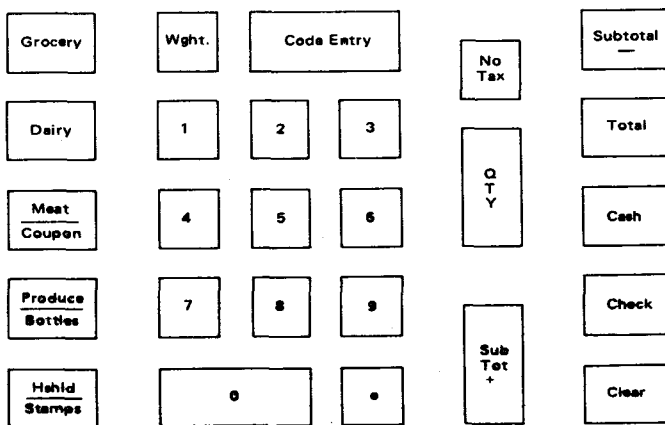 Grocery
Wght.
Code Entry
No
Tax
Subtotal
—
Dairy
1
2
3
Q
T
Y
Total
Meat
Coupon
4
5
6
Cash
Produce
Bottles
7
8
9
Check
Hshld
Stamps
0
Sub
Tot
+
Clear